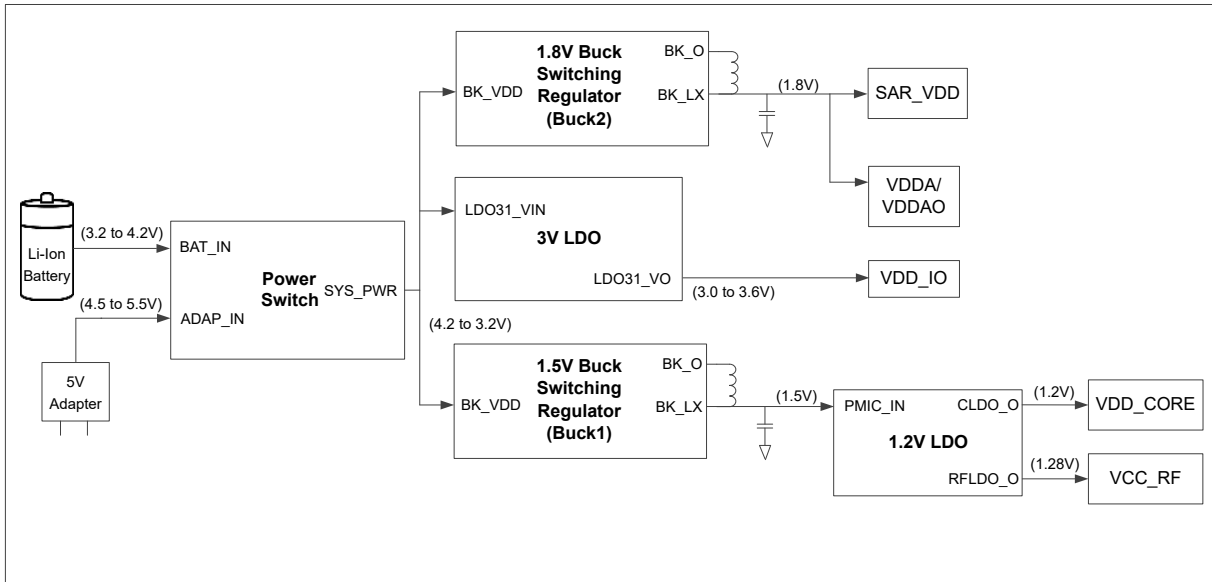 1.8V Buck
Switching
Regulator
(Buck2)
BK_VDD
BK_O
BK_LX
(1.8V)
SAR_VDD
VDDA/
VDDAO
LDO31_VIN
3V LDO
LDO31_VO
(3.0 to 3.6V)
VDD_IO
Li-Ion
Battery
(3.2 to 4.2V)
BAT_IN
Power
Switch
SYS_PWR
(4.5 to 5.5V)
ADAP_IN
5V
Adapter
(4.2 to 3.2V)
1.5V Buck
Switching
Regulator
(Buck1)
BK_VDD
BK_O
BK_LX
(1.5V)
PMIC_IN
CLDO_O
1.2V LDO
RFLDO_O
(1.2V)
VDD_CORE
(1.28V)
VCC_RF